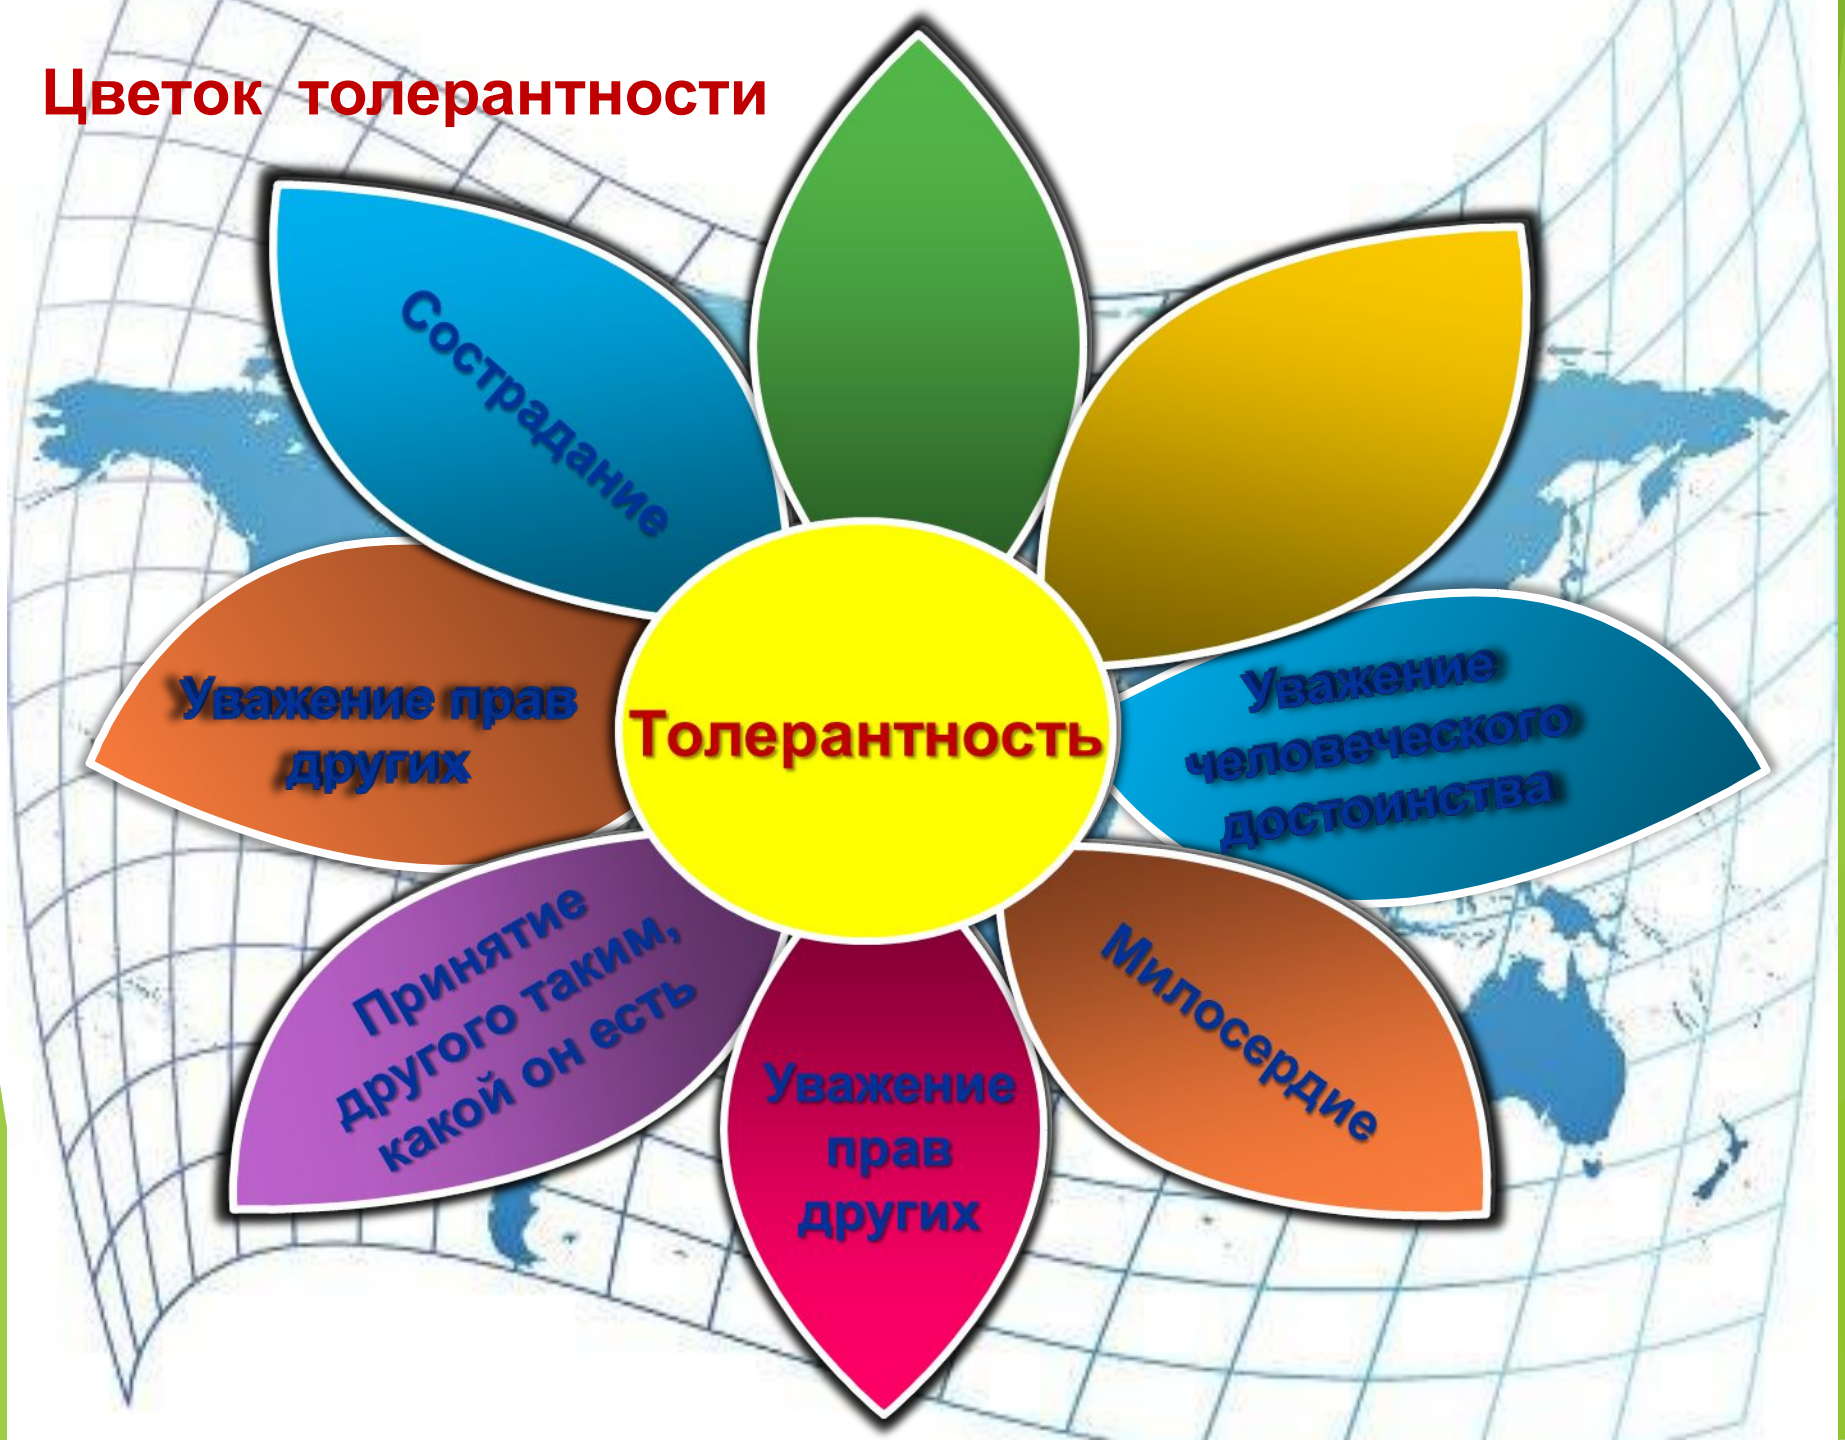 Цветок толерантности
Сострадание
Уважение прав
других
Толерантность
Уважение
человеческого
достоинства
Принятие
другого таким,
какой он есть
Уважение
прав
других
Милосердие